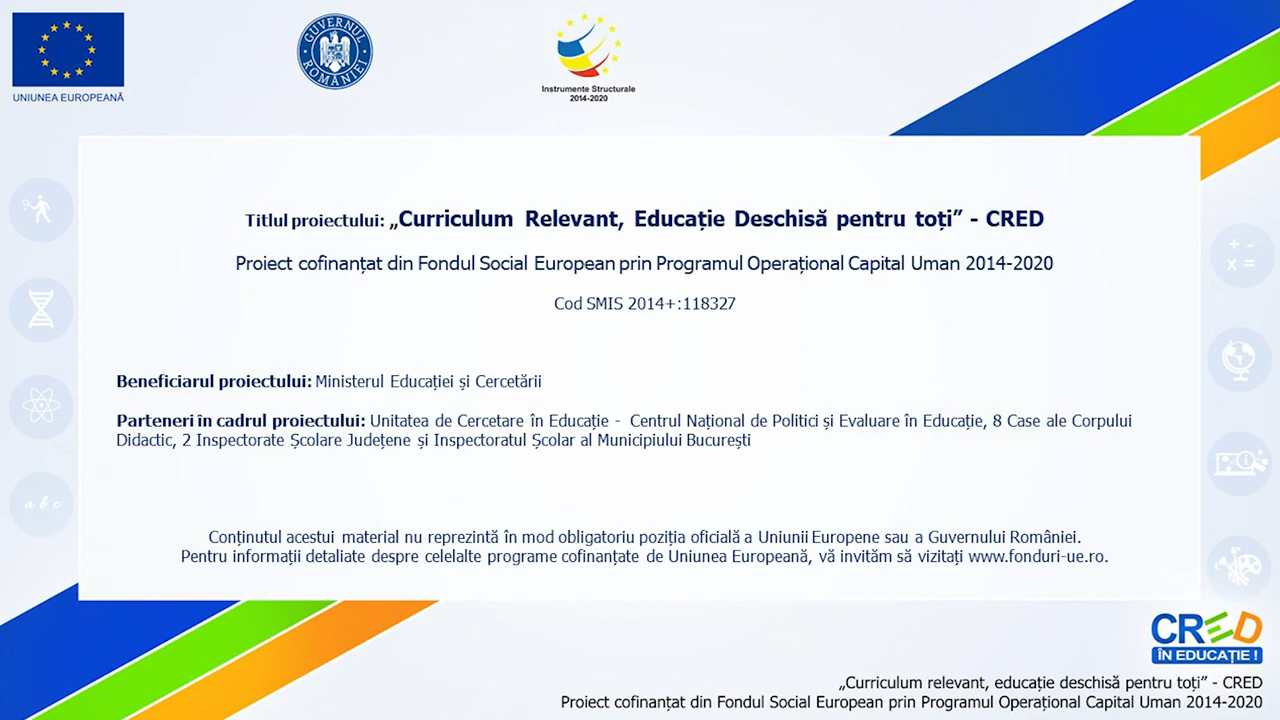 UNIUNEA EUROPEANĂ
GUVERNUL ROMÂNIEI
Instrumente Structurale
2014-2020
Titlul proiectului: „Curriculum Relevant, Educație Deschisă pentru toți” - CRED
Proiect cofinanțat din Fondul Social European prin Programul Operațional Capital Uman 2014-2020
Cod SMIS 2014+:118327
Beneficiarul proiectului: Ministerul Educației și Cercetării
Parteneri în cadrul proiectului: Unitatea de Cercetare în Educație - Centrul Național de Politici și Evaluare în Educație, 8 Case ale Corpului
Didactic, 2 Inspectorate Școlare Județene și Inspectoratul Școlar al Municipiului București
Conținutul acestui material nu reprezintă în mod obligatoriu poziția oficială a Uniunii Europene sau a Guvernului României.
Pentru informații detaliate despre celelalte programe cofinanțate de Uniunea Europeană, vă invităm să vizitați www.fonduri-ue.ro.
a b c
+ -
x =
CRED
ÎN EDUCAȚIE !
„Curriculum relevant, educație deschisă pentru toți” - CRED
Proiect cofinanțat din Fondul Social European prin Programul Operațional Capital Uman 2014-2020